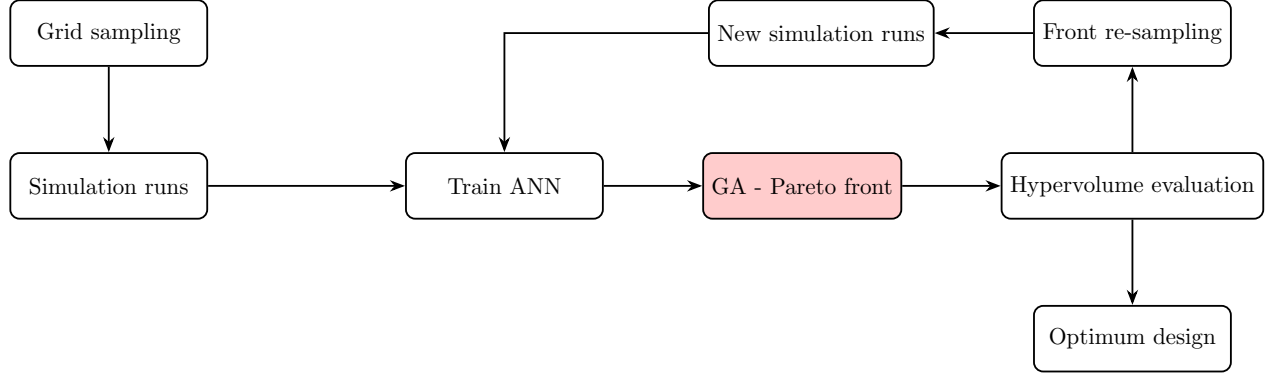 Grid sampling
New simulation runs
Front re-sampling
Simulation runs
Train ANN
GA - Pareto front
Hypervolume evaluation
Optimum design